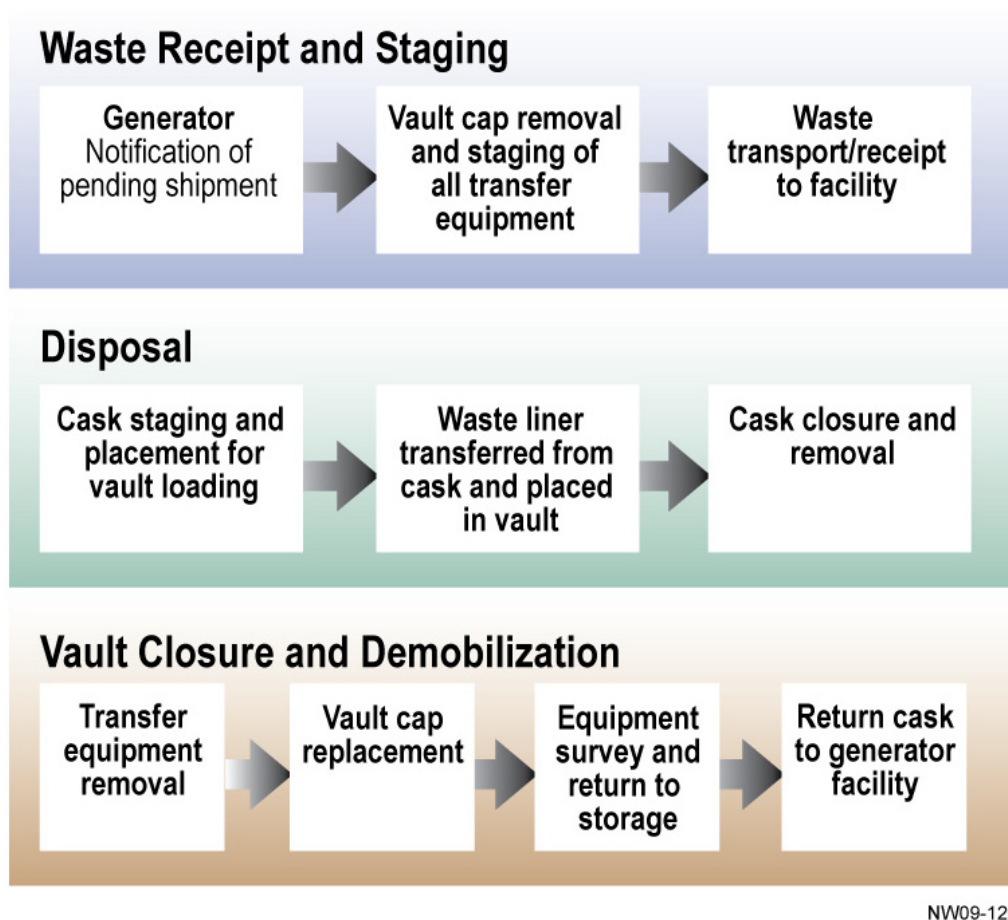 Waste Receipt and Staging
Generator
Notification of
pending shipment
Vault cap removal
and staging of
all transfer
equipment
Waste
transport/receipt
to facility
Disposal
Cask staging and
placement for
vault loading
Waste liner
transferred from
cask and placed
in vault
Cask closure and
removal
Vault Closure and Demobilization
Transfer
equipment
removal
Vault cap
replacement
Equipment
survey and
return to
storage
Return cask
to generator
facility
NW09-12